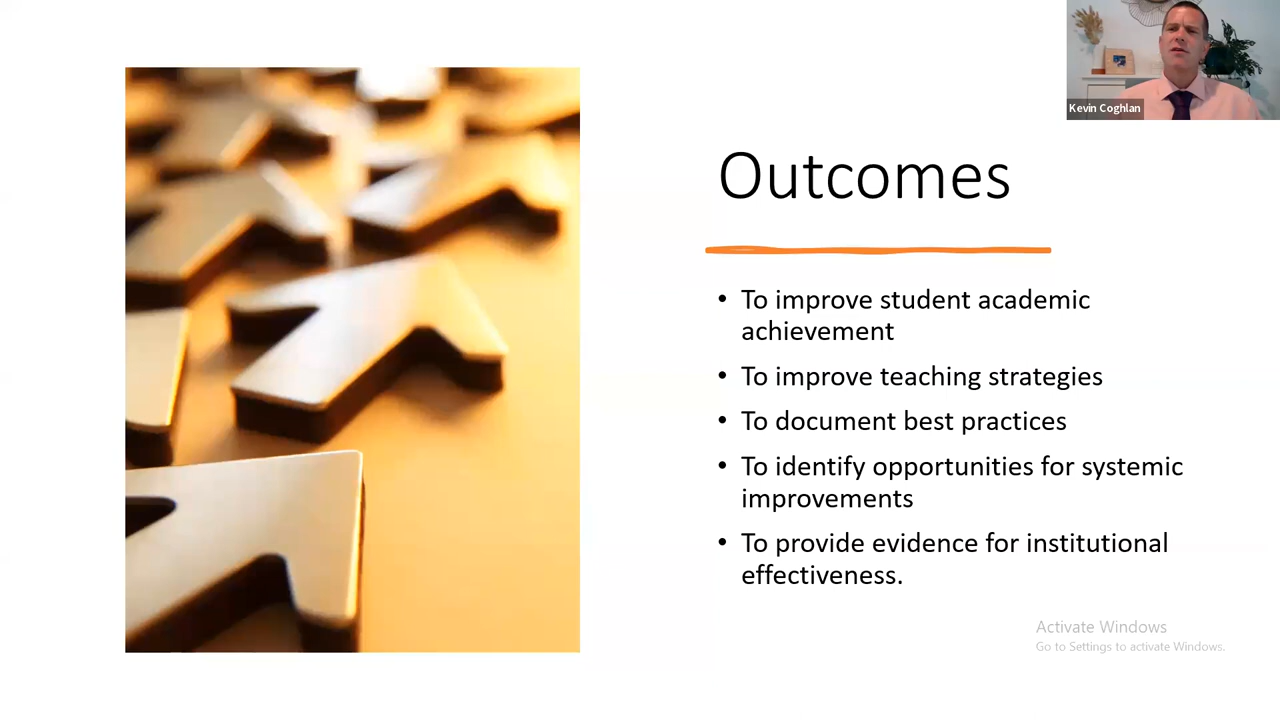 Kevin Coghlan
Outcomes
• To improve student academic
achievement
• To improve teaching strategies
• To document best practices
• To identify opportunities for systemic
improvements
• To provide evidence for institutional
effectiveness.
Activate Windows
Go to Settings to activate Windows.